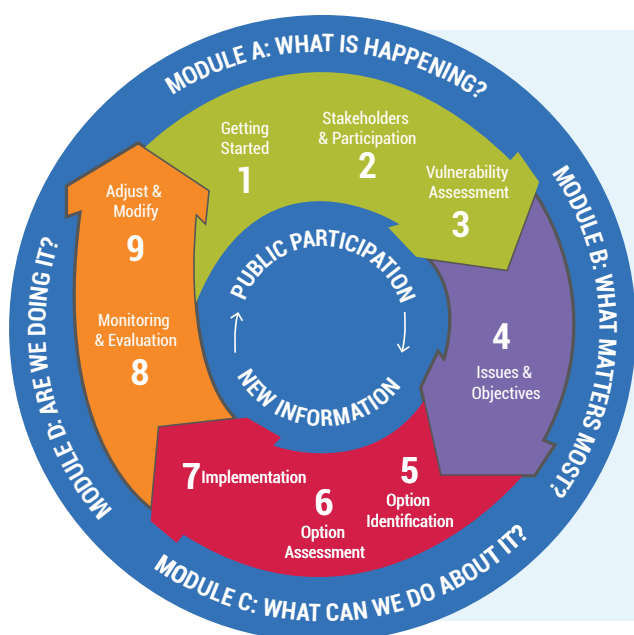 MODULE A: WHAT IS HAPPENING?
Getting
Started
1
Stakeholders
& Participation
2
Vulnerability
Assessment
3
MODULE B: WHAT MATTERS MOST?
4
Issues &
Objectives
MODULE C: WHAT CAN WE DO ABOUT IT?
5
Option
Identification
6
Option
Assessment
7 Implementation
MODULE D: ARE WE DOING IT?
Monitoring
& Evaluation
8
Adjust &
Modify
9
PUBLIC PARTICIPATION
NEW INFORMATION